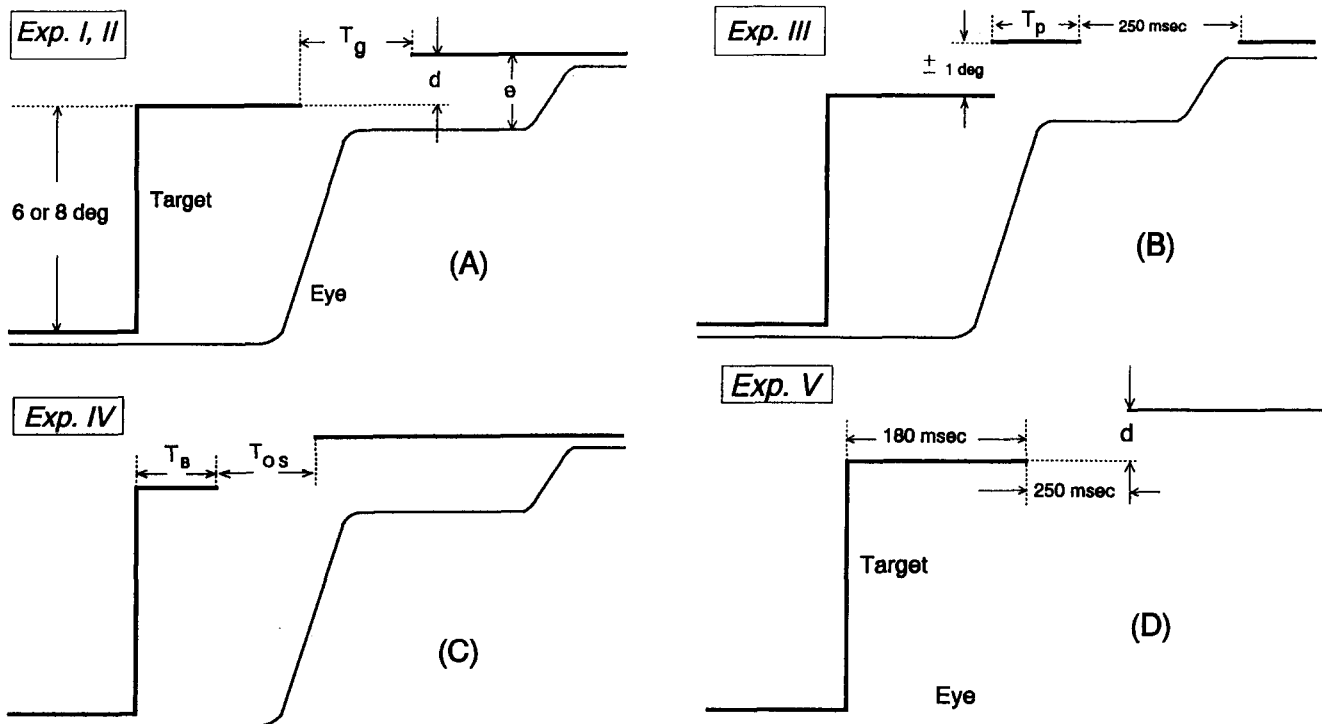 Exp. I, II
T g
d
e
6 or 8 deg
Target
Eye
(A)
Exp. III
T p
250 msec
± 1 deg
(B)
Exp. IV
T B
T o s
(C)
Exp. V
180 msec
d
250 msec
Target
(D)
Eye